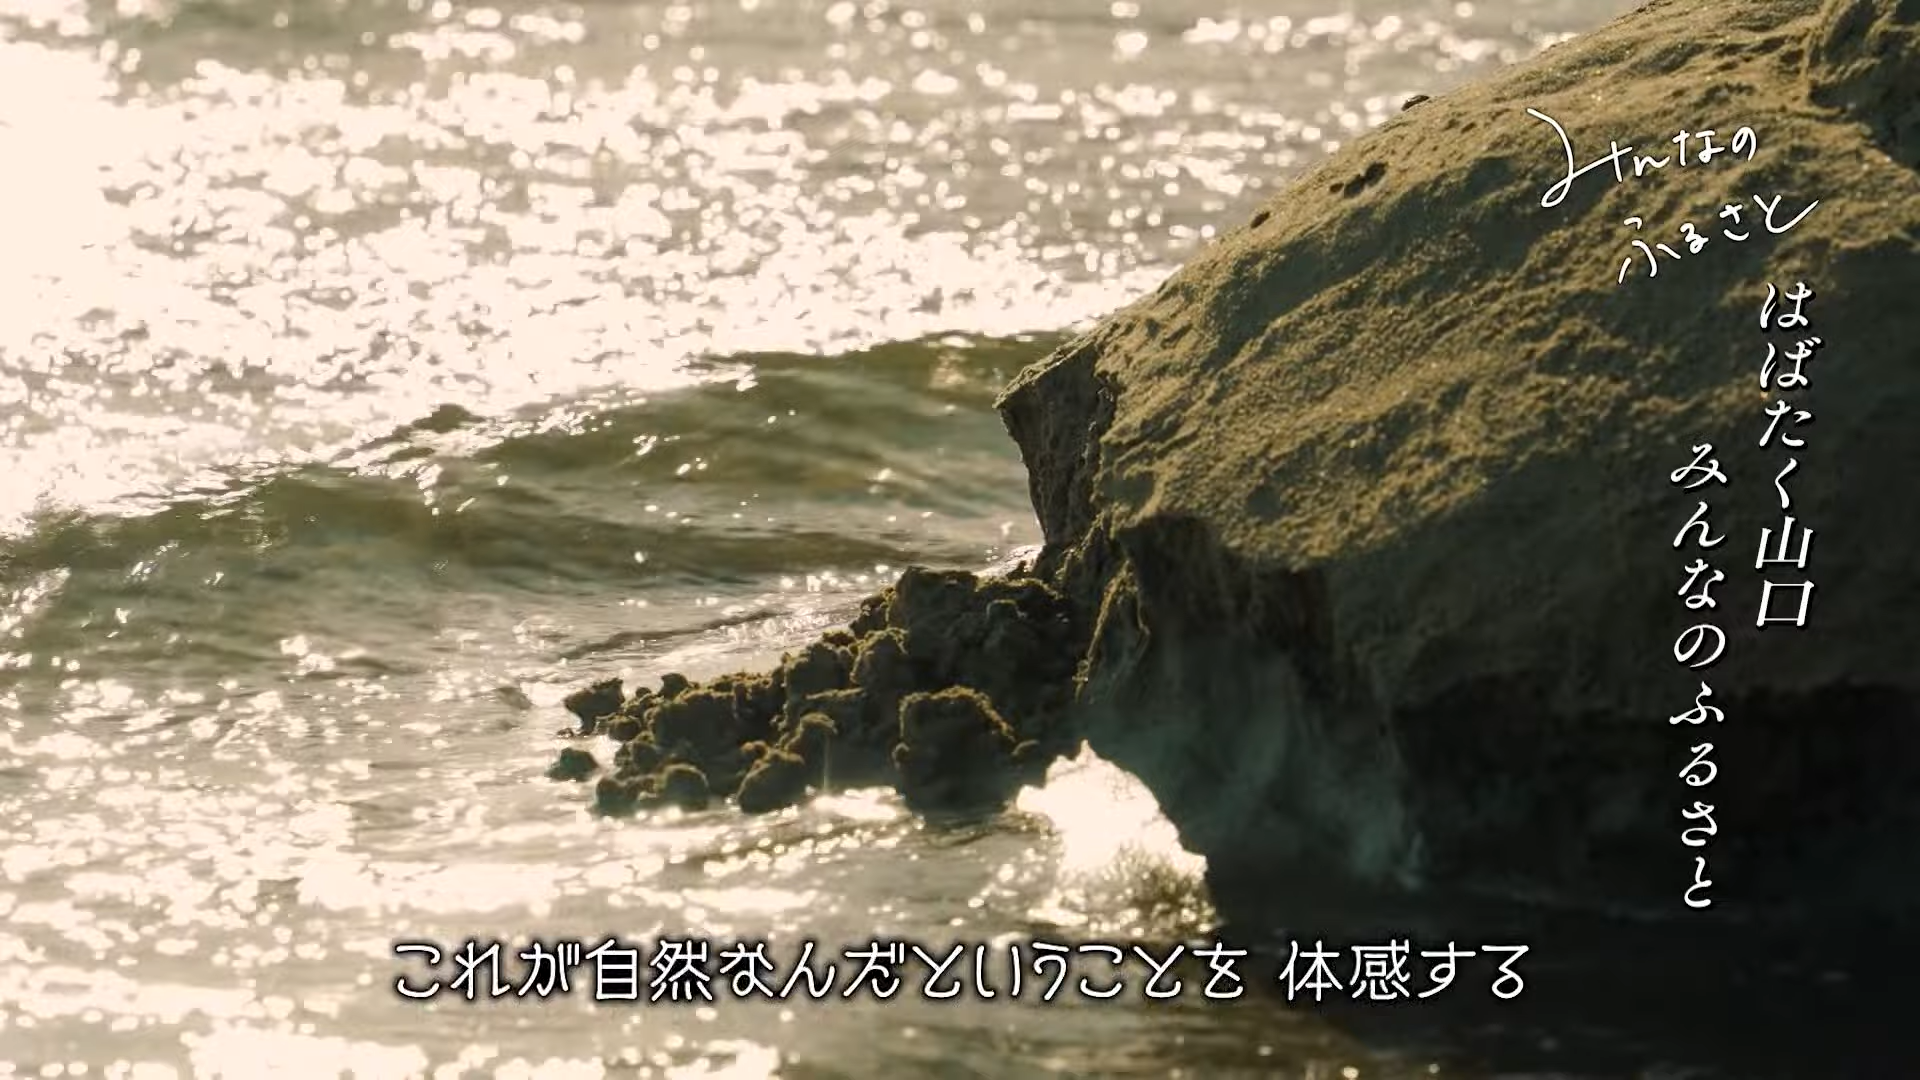 みんなの
ふるさと
はばたく山口
みんなのふるさと
これが自然なんだということを 体感する